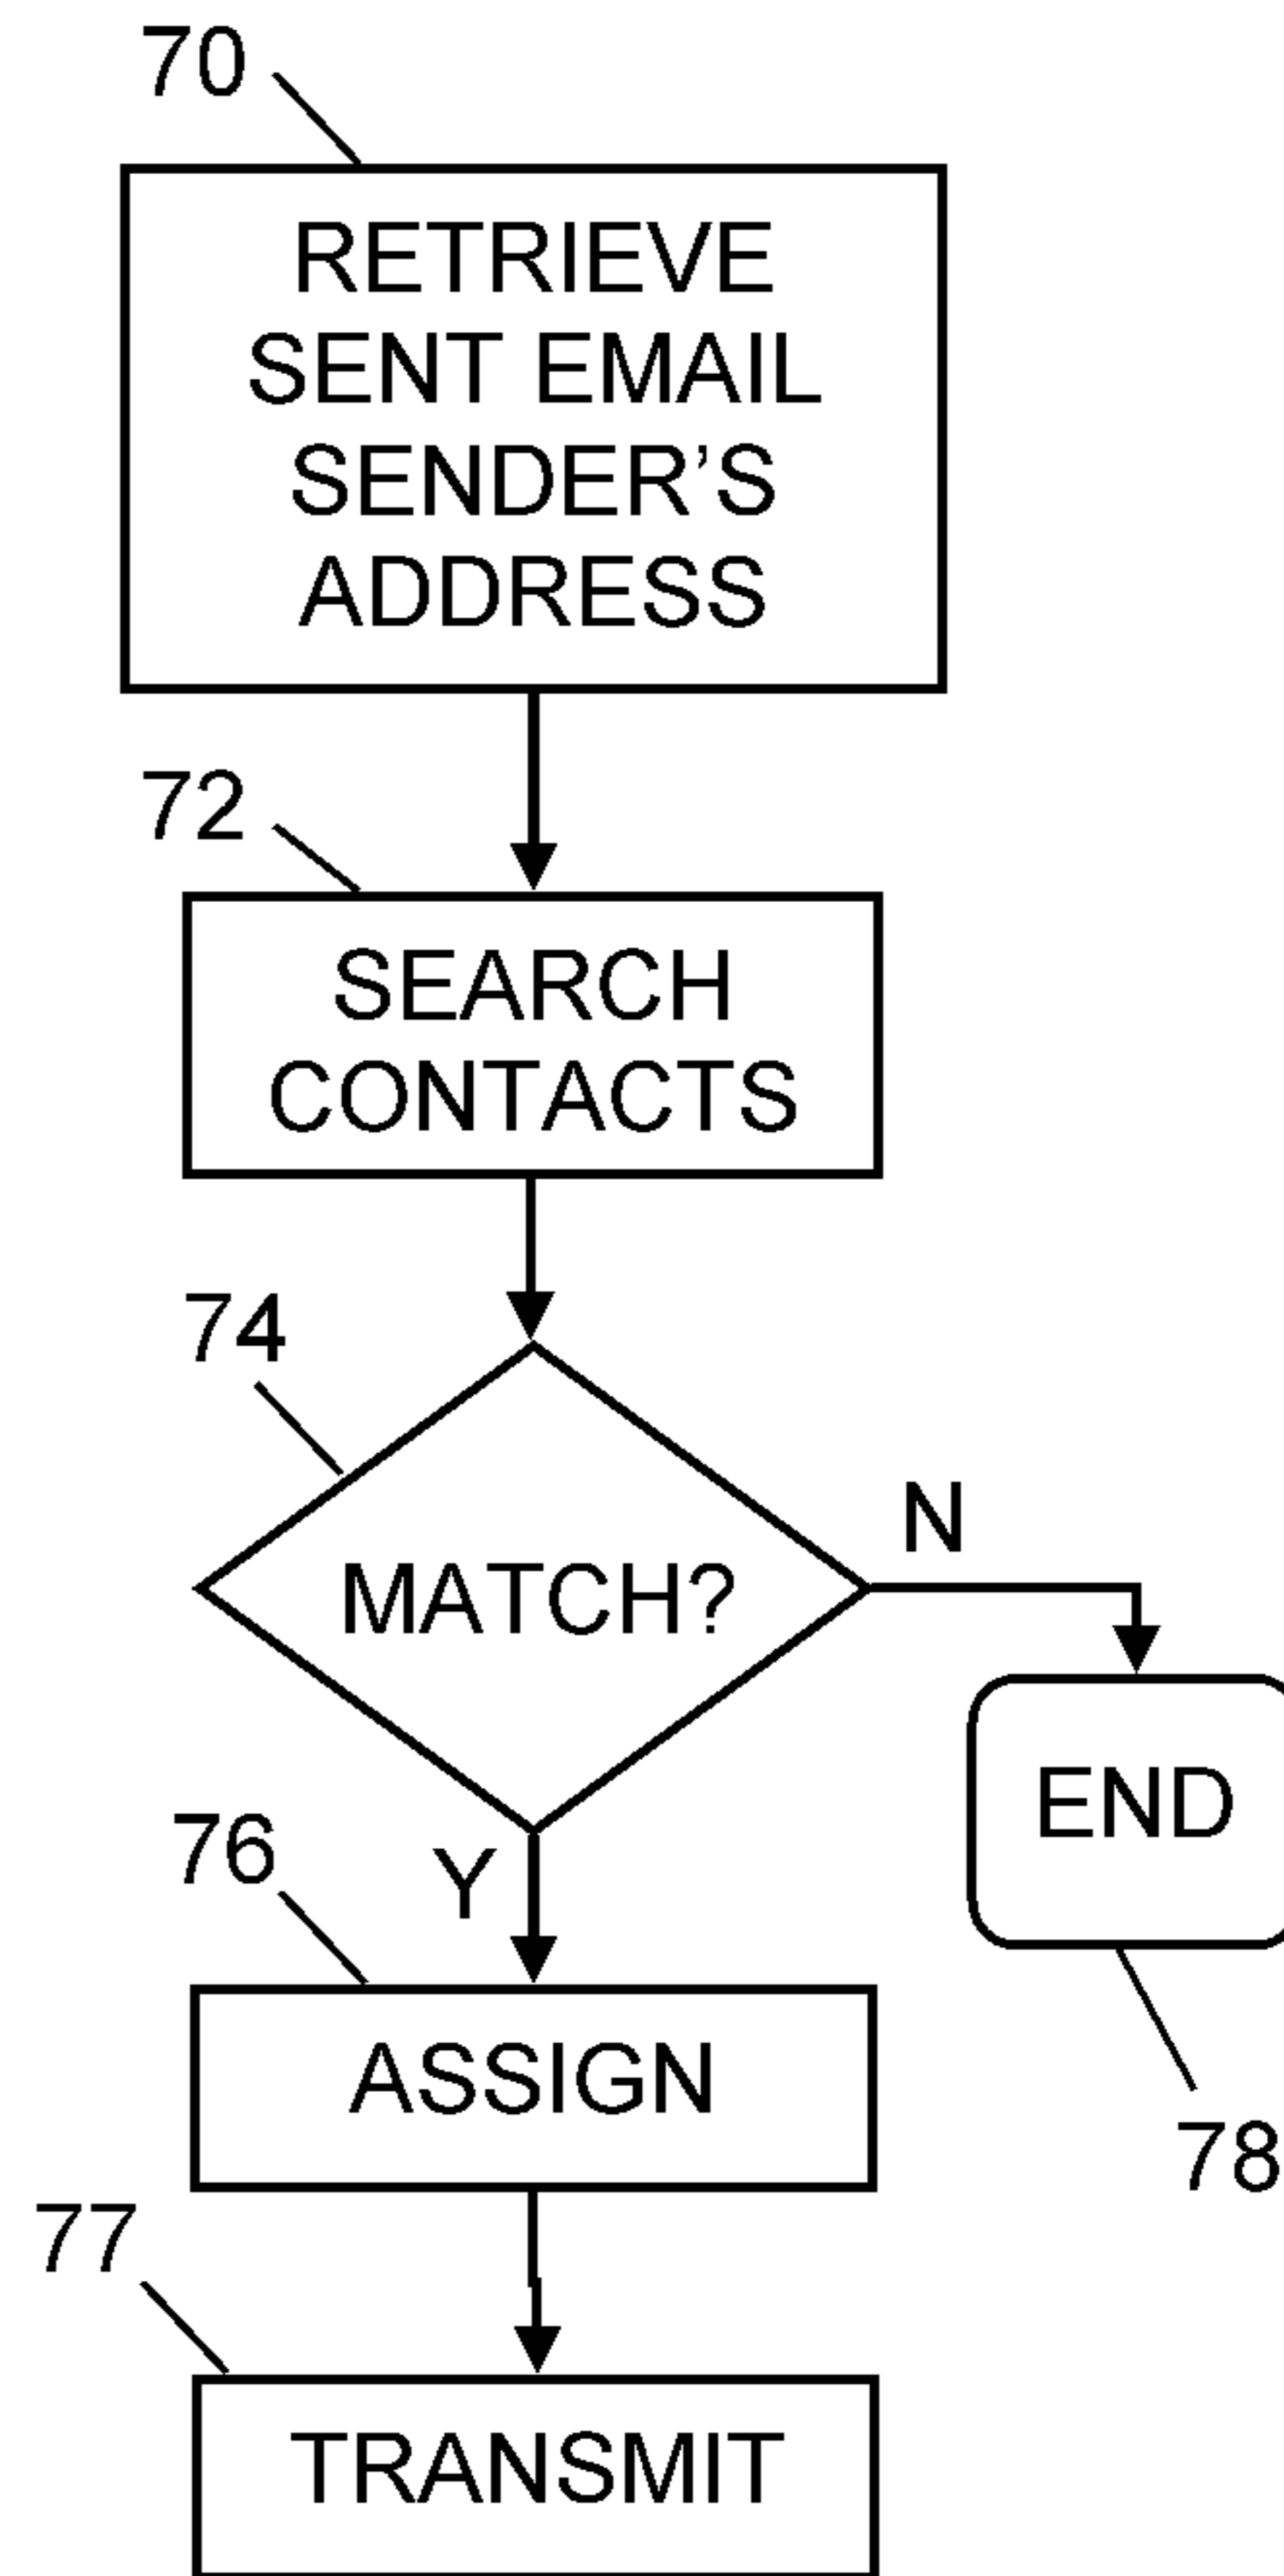 70
RETRIEVE
SENT EMAIL
SENDER'S
ADDRESS
72
SEARCH
CONTACTS
74
MATCH?
N
END
78
Y
76
ASSIGN
77
TRANSMIT